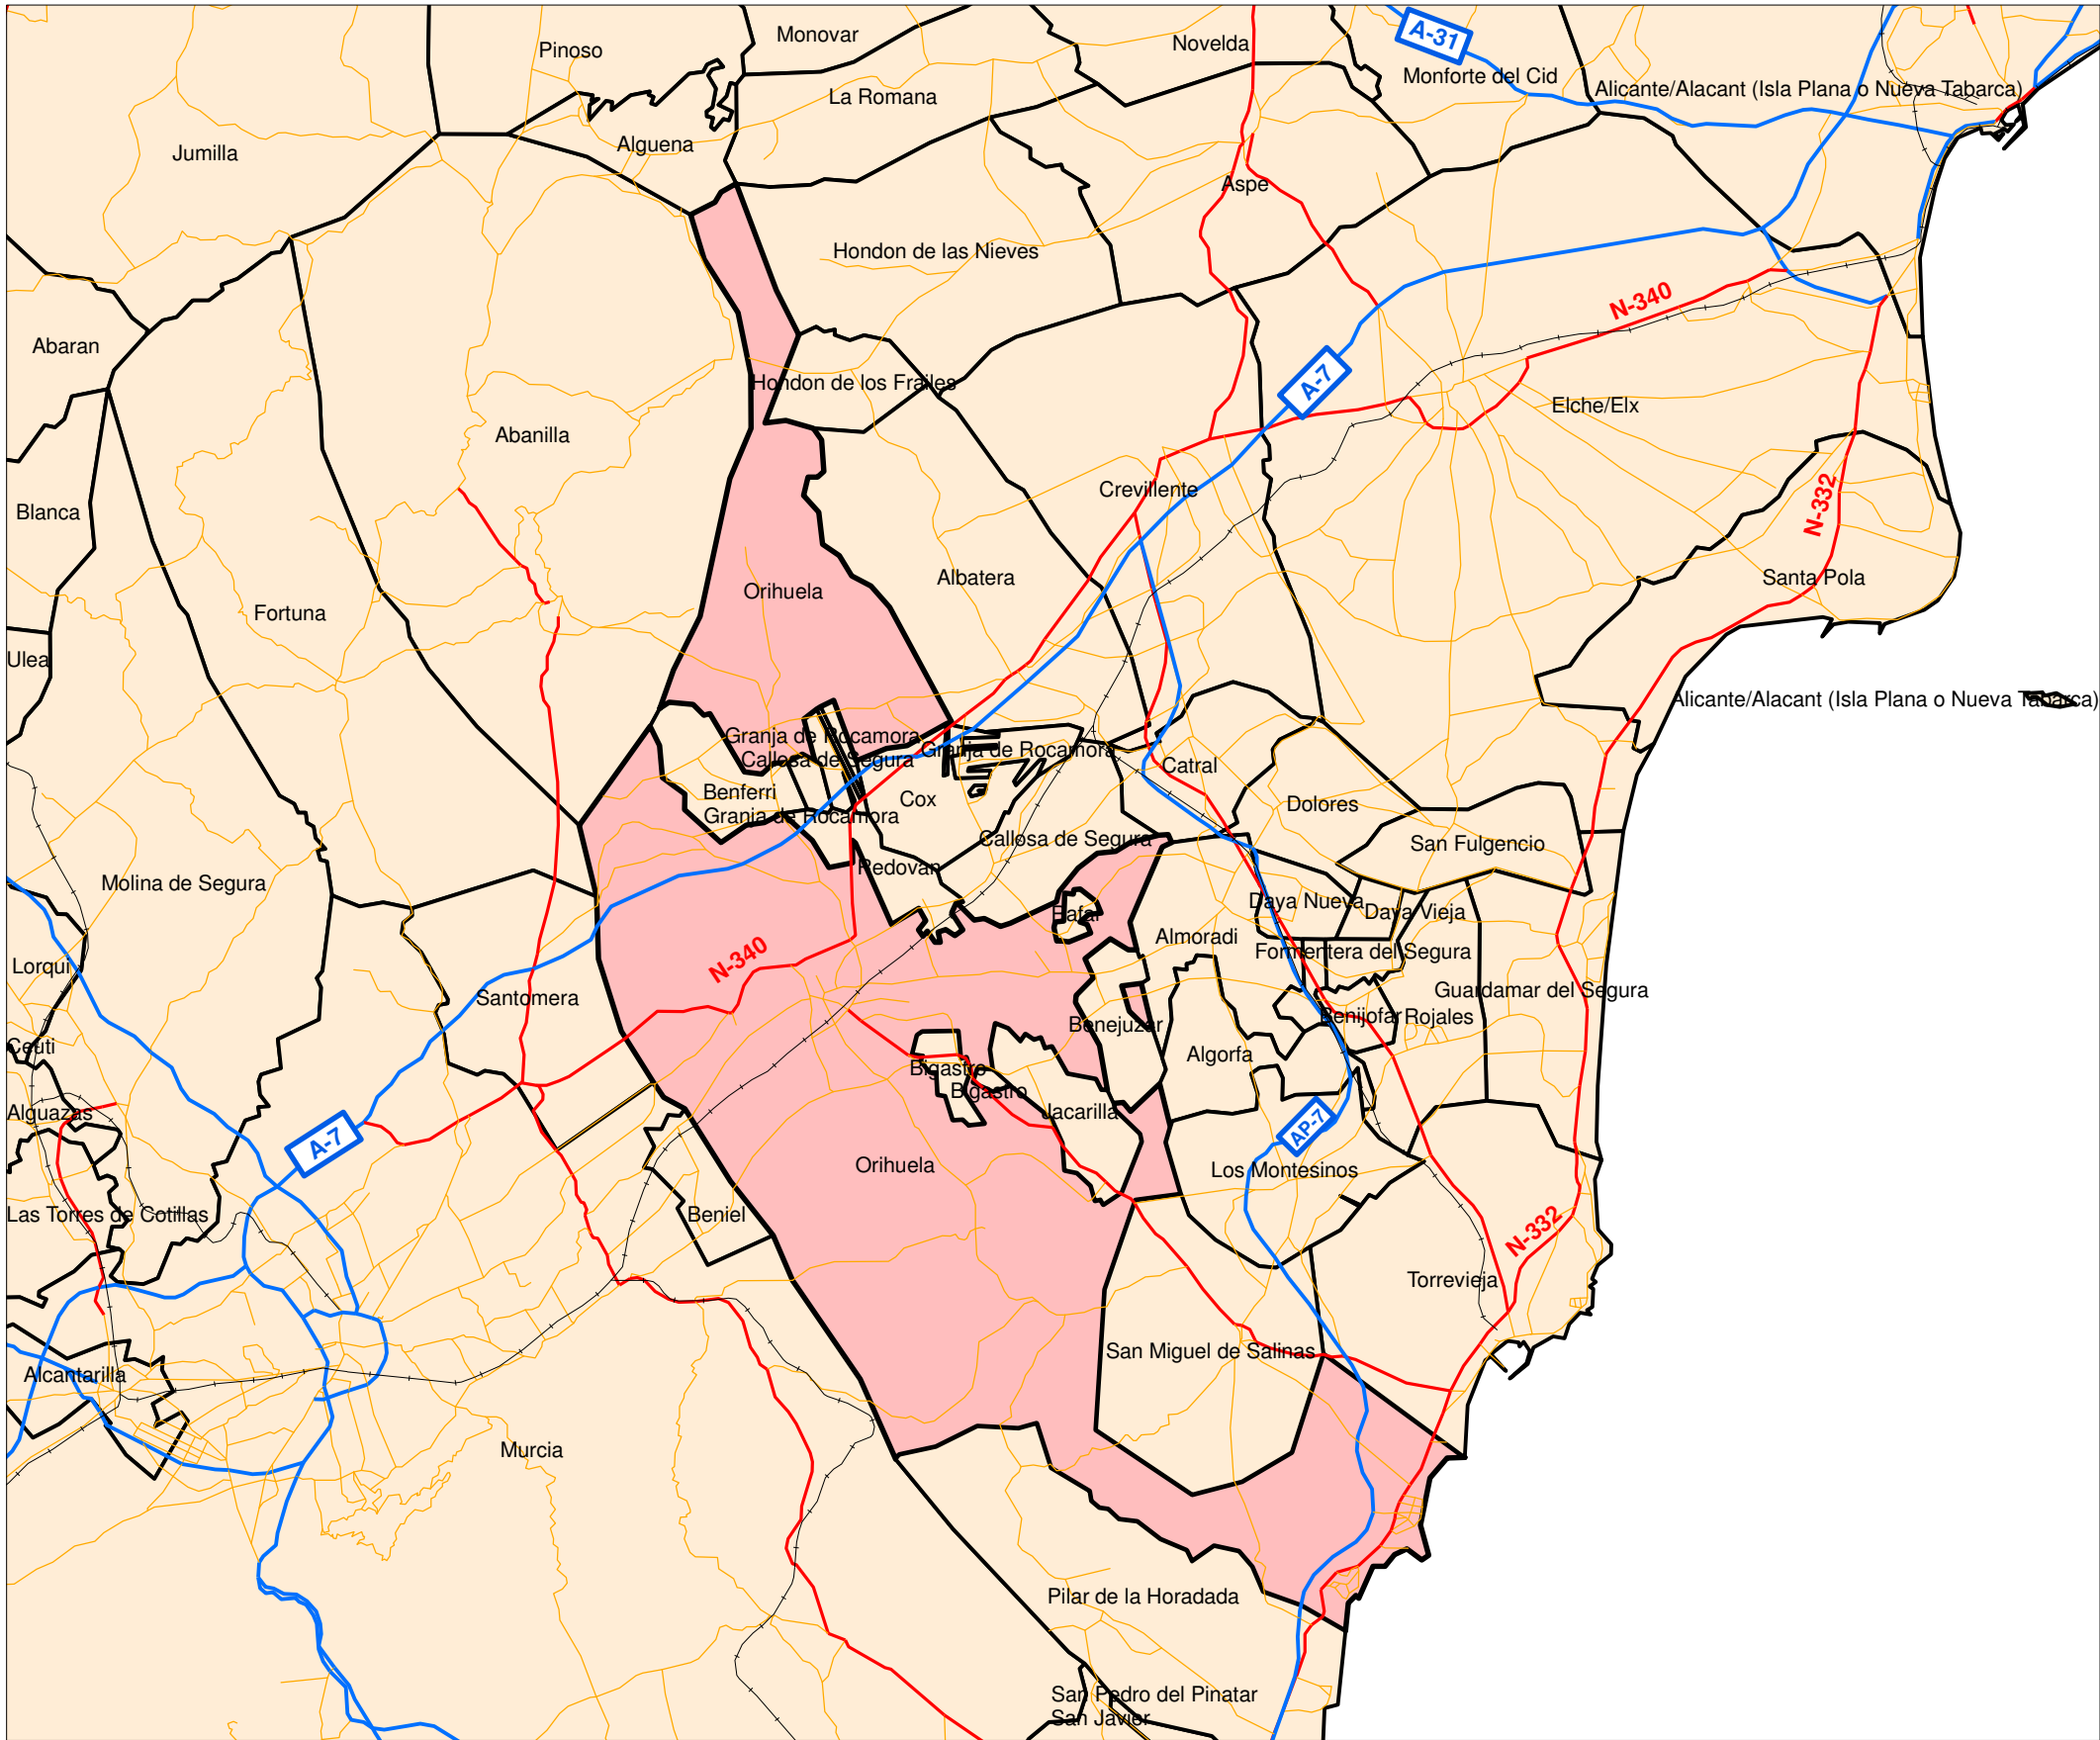 A-31
Monovar
Novelda
Pinoso
Monforte del Cid
Alicante/Alacant (Isla Plana o Nueva Tabarca)
La Romana
Alguena
Jumilla
Aspe
Hondon de las Nieves
N-340
Abaran
A-7
Hondon de los Frailes
Elche/Elx
Abanilla
Crevillente
N-332
Blanca
Albatera
Santa Pola
Orihuela
Fortuna
Ulea
Alicante/Alacant (Isla Plana o Nueva Tabarca)
Granja de Rocamora
Granja de Rocamora
Callosa de Segura
Catral
Benferri
Cox
Dolores
Granja de Rocamora
Callosa de Segura
San Fulgencio
Redovan
Molina de Segura
Daya Nueva
Daya Vieja
Rafal
Almoradi
N-340
Formentera del Segura
Lorqui
Santomera
Guardamar del Segura
Benejuzar
Benijofar
Rojales
Ceuti
Algorfa
Bigastro
Bigastro
Alguazas
Jacarilla
A-7
AP-7
Orihuela
Los Montesinos
Las Torres de Cotillas
Beniel
N-332
Torrevieja
San Miguel de Salinas
Alcantarilla
Murcia
Pilar de la Horadada
San Pedro del Pinatar
San Javier